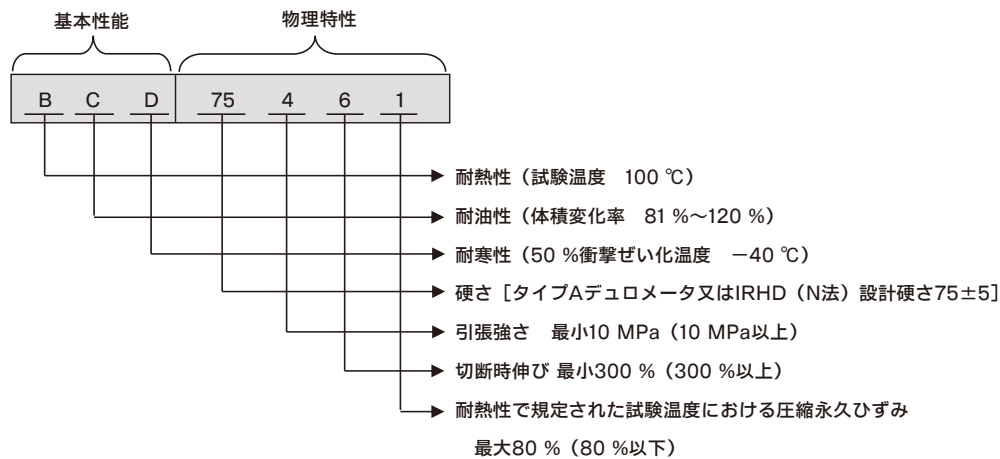 基本性能 物理特性
B C D 75 4 6 1
耐熱性（試験温度　100 ℃）
耐油性（体積変化率　81 %～120 %）
耐寒性（50 %衝撃ぜい化温度　－40 ℃）
硬さ［タイプAデュロメータ又はIRHD（N法）設計硬さ75±5］
引張強さ　最小10 MPa（10 MPa以上）
切断時伸び 最小300 %（300 %以上）
耐熱性で規定された試験温度における圧縮永久ひずみ
最大80 %（80 %以下）